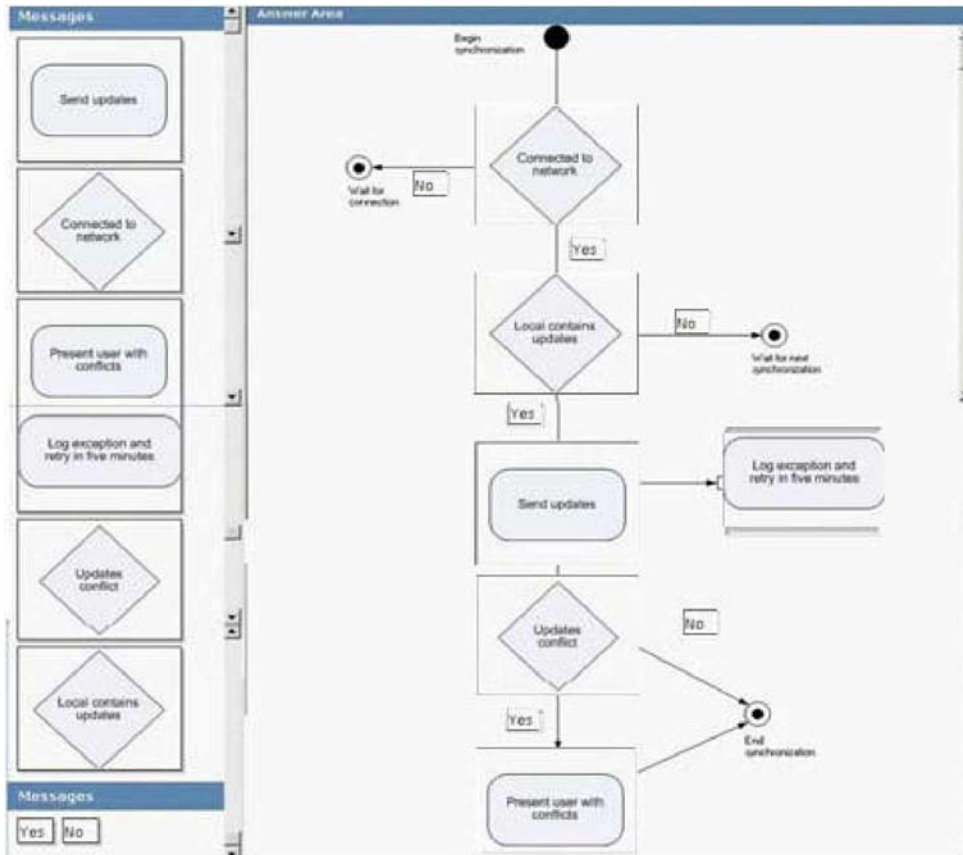 Messages
Send updates
Connected to
network
Present user with
conflicts
Log exception and
retry in five minutes
Updates
conflict
Local contains
updates
Messages
Yes
No
Answer Area
Begin
synchronization
Connected to
network
No
Wait for
connection
Yes
Local contains
updates
No
Wait for next
synchronization
Yes
Send updates
Log exception and
retry in five minutes
Updates
conflict
No
Yes
End
synchronization
Present user with
conflicts